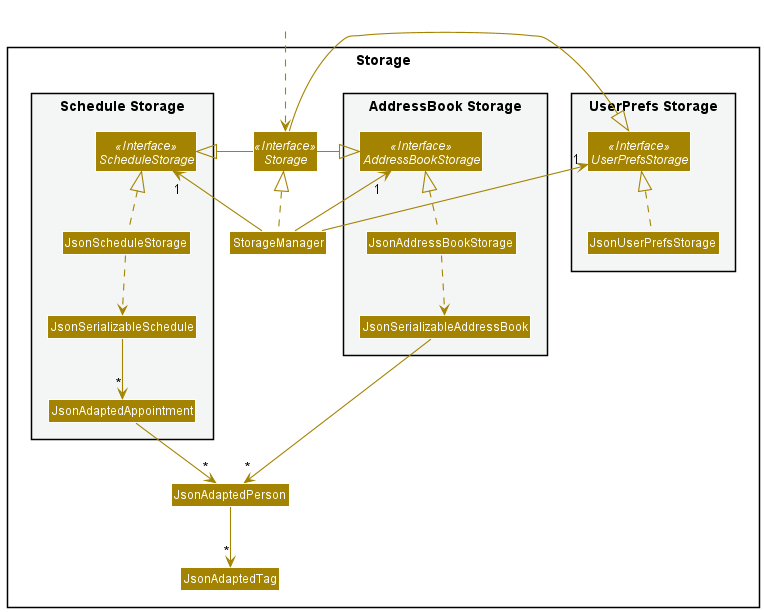 Storage
Schedule Storage
AddressBook Storage
UserPrefs Storage
«Interface»
ScheduleStorage
«Interface»
Storage
«Interface»
AddressBookStorage
«Interface»
UserPrefsStorage
1
1
1
JsonScheduleStorage
StorageManager
JsonAddressBookStorage
JsonUserPrefsStorage
JsonSerializableSchedule
JsonSerializableAddressBook
*
JsonAdaptedAppointment
*
*
JsonAdaptedPerson
*
JsonAdaptedTag